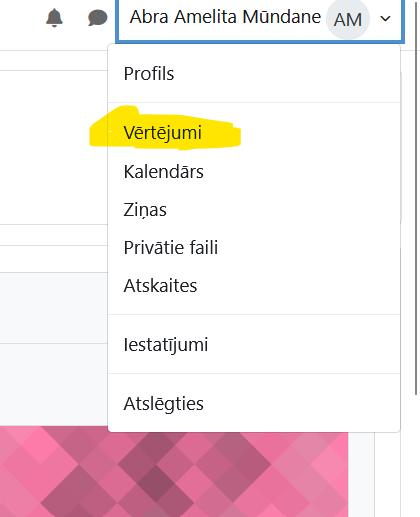 Abra Amelita Mūndane AM
Profils
Vērtējumi
Kalendārs
Ziņas
Privātie faili
Atskaites
Iestatījumi
Atslēgties